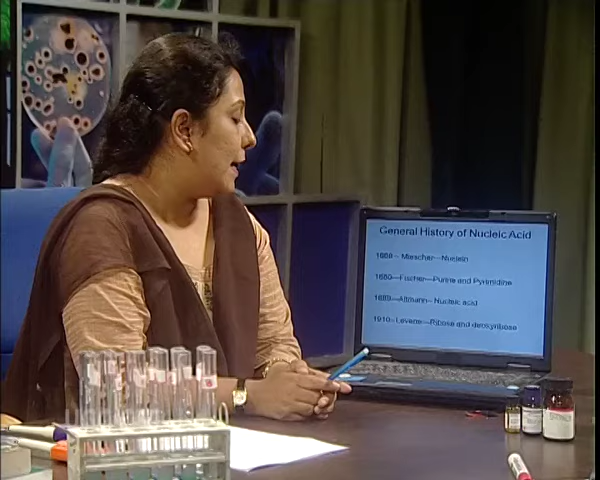 General History of Nucleic Acid
1869 – Miescher—Nuclein
1880—Fischer—Purine and Pyrimidine
1889—Altmann – Nucleic acid
1910—Levene—Ribose and deoxyribose